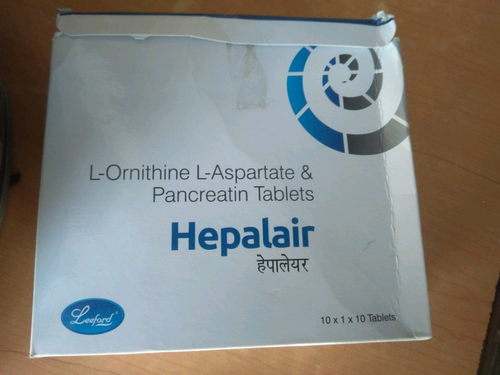 L-Ornithine L-Aspartate &
Pancreatin Tablets
Hepalair
हेपालेयर
Leeford
10 x 1 x 10 Tablets